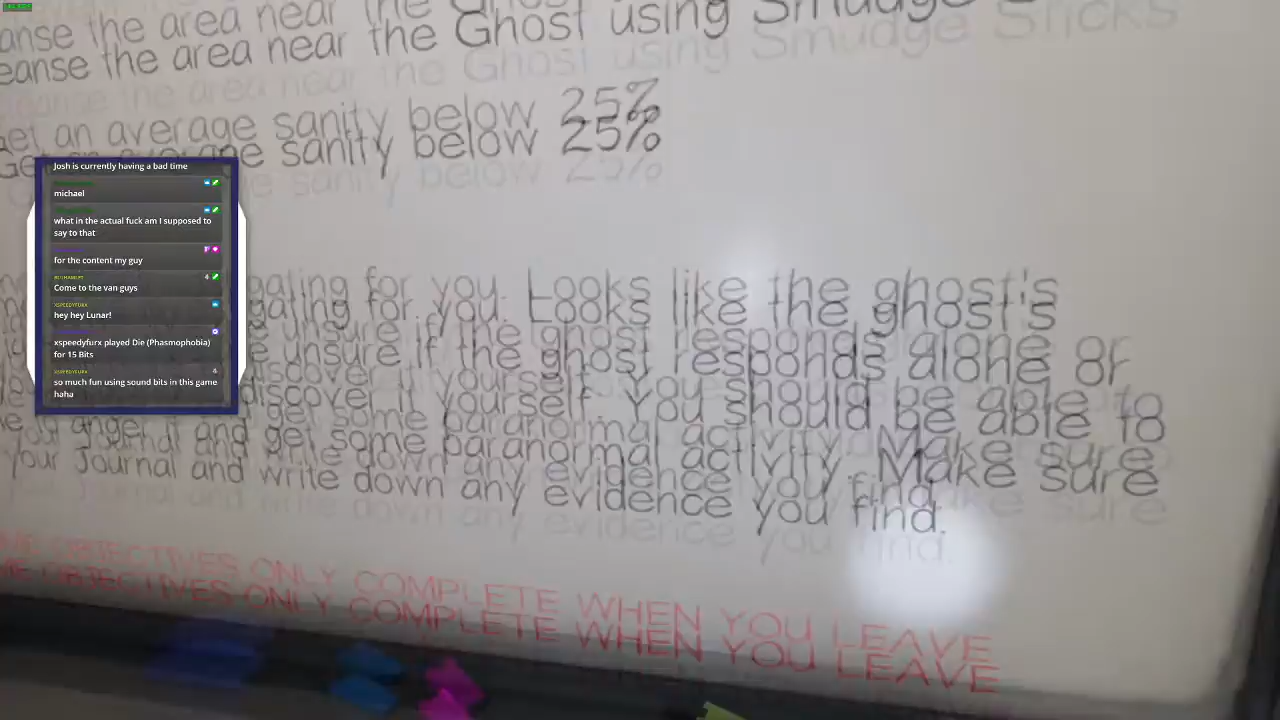 cleanse the area near the Ghost using Smudge Sticks
Get an average sanity below 25%
gating for you. Looks like the ghost's
unsure if the ghost responds alone or
discover it yourself. You should be able to
anger it and get some paranormal activity. Make sure
your Journal and write down any evidence you find.
OBJECTIVES ONLY COMPLETE WHEN YOU LEAVE
Josh is currently having a bad time
michael
what in the actual fuck am I supposed to
say to that
for the content my guy
Come to the van guys
XSPEEDYFURX
hey hey Lunar!
xspeedyfurx played Die (Phasmophobia)
for 15 Bits
XSPEEDYFURX
so much fun using sound bits in this game
haha